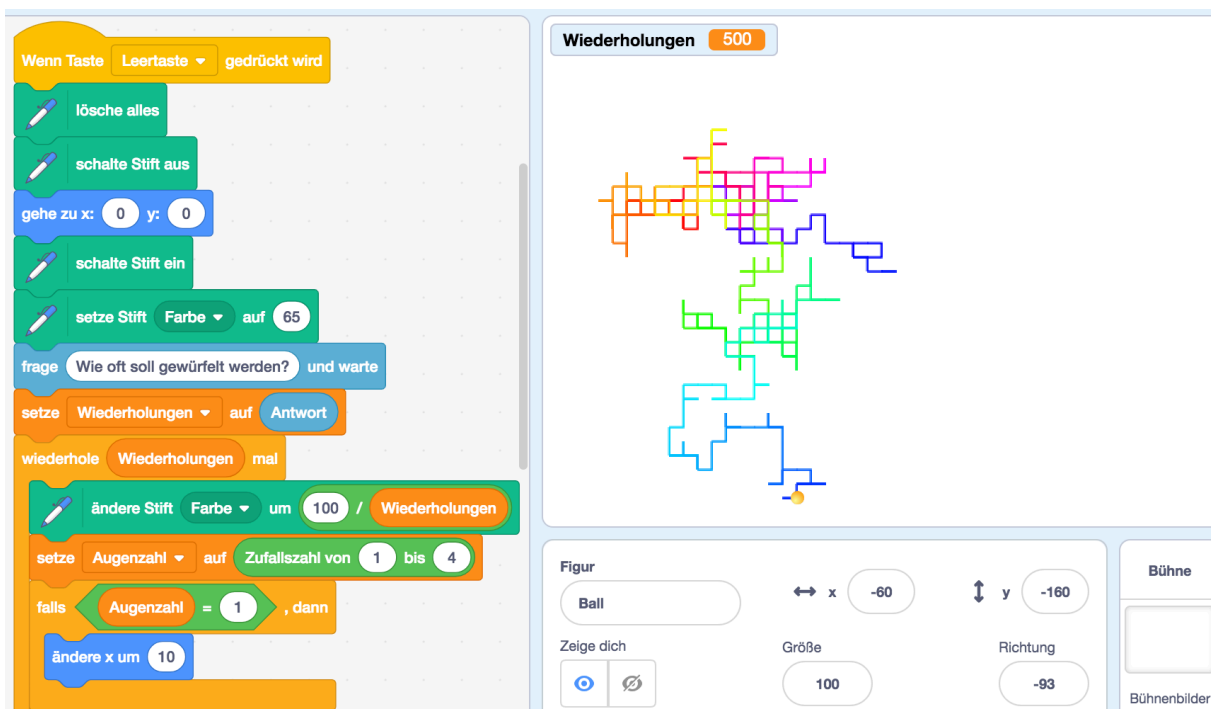 Wenn Taste Leertaste gedrückt wird
lösche alles
schalte Stift aus
gehe zu x: 0 y: 0
schalte Stift ein
setze Stift Farbe auf 65
frage Wie oft soll gewürfelt werden? und warte
setze Wiederholungen auf Antwort
wiederhole Wiederholungen mal
ändere Stift Farbe um 100 / Wiederholungen
setze Augenzahl auf Zufallszahl von 1 bis 4
falls Augenzahl = 1 , dann
ändere x um 10
Wiederholungen 500
Figur
Ball
x -60
y -160
Zeige dich
Größe
100
Richtung
-93
Bühne
Bühnenbilder